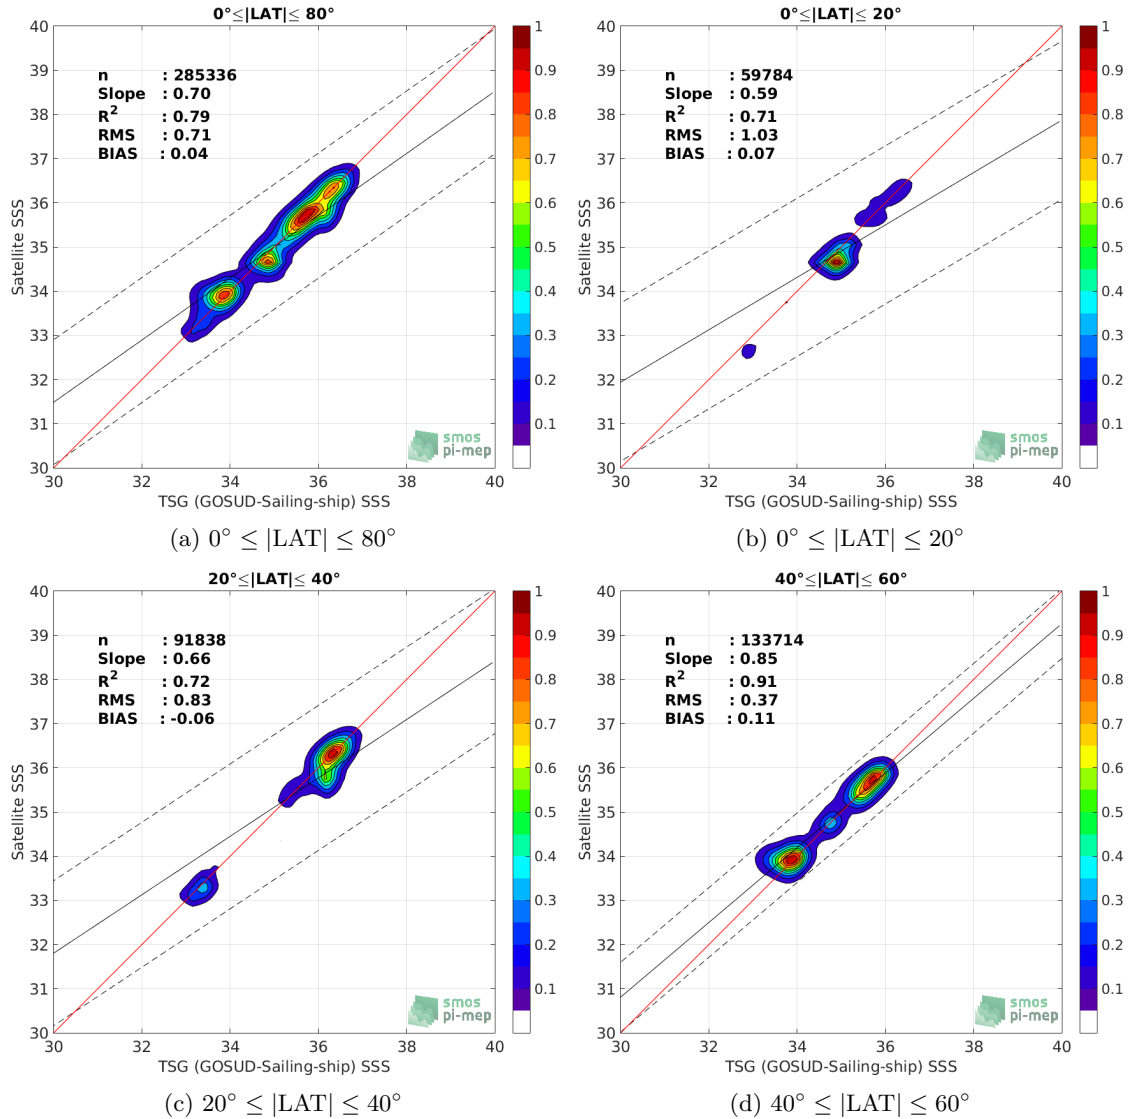 0°≤|LAT|≤ 80°
40
39
38
37
36
35
34
33
32
31
30
Satellite SSS
n : 285336
Slope : 0.70
R² : 0.79
RMS : 0.71
BIAS : 0.04
smos
pi-mep
30 32 34 36 38 40
TSG (GOSUD-Sailing-ship) SSS
1
0.9
0.8
0.7
0.6
0.5
0.4
0.3
0.2
0.1
(a) 0° ≤ |LAT| ≤ 80°
0°≤|LAT|≤ 20°
40
39
38
37
36
35
34
33
32
31
30
Satellite SSS
n : 59784
Slope : 0.59
R² : 0.71
RMS : 1.03
BIAS : 0.07
smos
pi-mep
30 32 34 36 38 40
TSG (GOSUD-Sailing-ship) SSS
1
0.9
0.8
0.7
0.6
0.5
0.4
0.3
0.2
0.1
(b) 0° ≤ |LAT| ≤ 20°
20°≤|LAT|≤ 40°
40
39
38
37
36
35
34
33
32
31
30
Satellite SSS
n : 91838
Slope : 0.66
R² : 0.72
RMS : 0.83
BIAS : -0.06
smos
pi-mep
30 32 34 36 38 40
TSG (GOSUD-Sailing-ship) SSS
1
0.9
0.8
0.7
0.6
0.5
0.4
0.3
0.2
0.1
(c) 20° ≤ |LAT| ≤ 40°
40°≤|LAT|≤ 60°
40
39
38
37
36
35
34
33
32
31
30
Satellite SSS
n : 133714
Slope : 0.85
R² : 0.91
RMS : 0.37
BIAS : 0.11
smos
pi-mep
30 32 34 36 38 40
TSG (GOSUD-Sailing-ship) SSS
1
0.9
0.8
0.7
0.6
0.5
0.4
0.3
0.2
0.1
(d) 40° ≤ |LAT| ≤ 60°